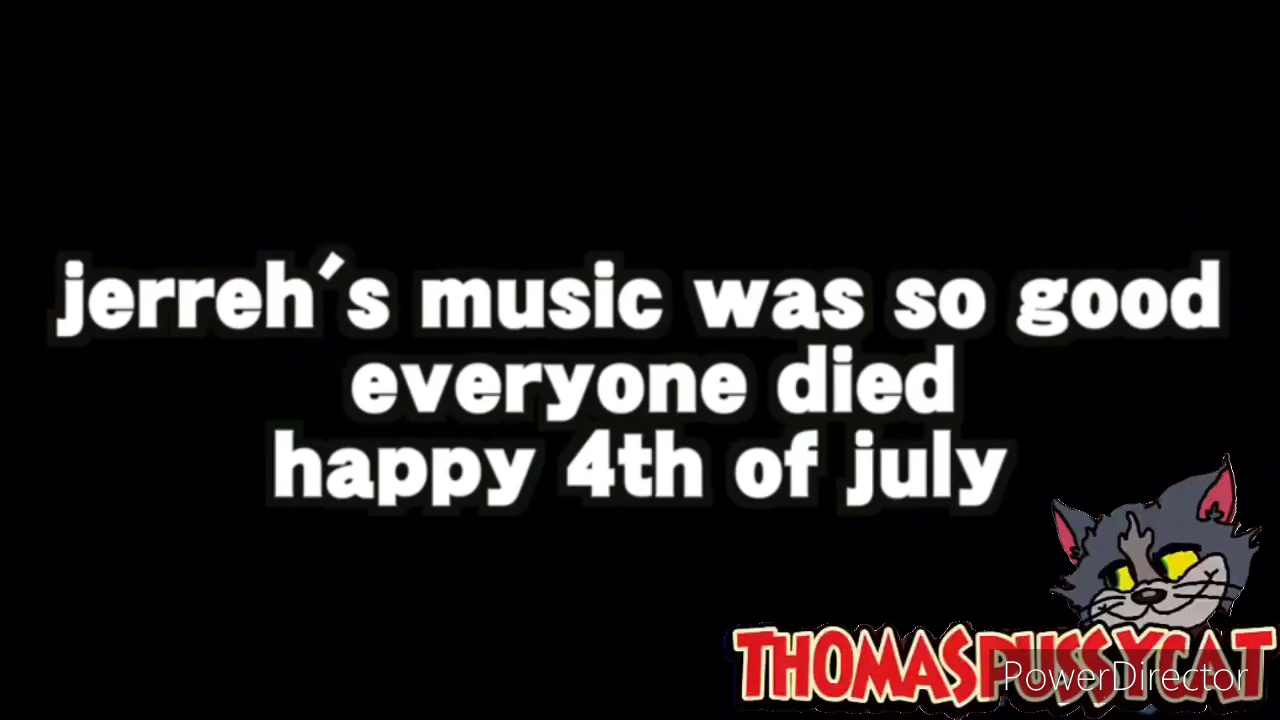 jerreh's music was so good
everyone died
happy 4th of july
THOMASPUSSYCAT
PowerDirector